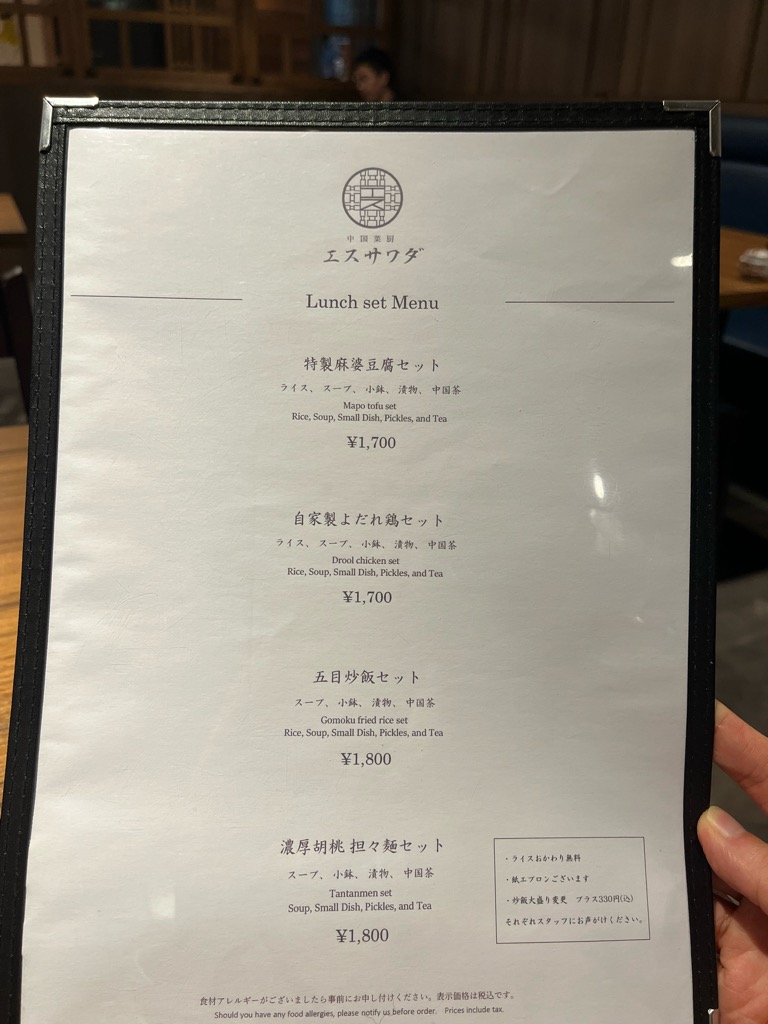 中国菜厨
エスサワダ
Lunch set Menu
特製麻婆豆腐セット
ライス、 スープ、 小鉢、 漬物、 中国茶
Mapo tofu set
Rice, Soup, Small Dish, Pickles, and Tea
¥1,700
自家製よだれ鶏セット
ライス、 スープ、 小鉢、 漬物、 中国茶
Drool chicken set
Rice, Soup, Small Dish, Pickles, and Tea
¥1,700
五目炒飯セット
スープ、 小鉢、 漬物、 中国茶
Gomoku fried rice set
Rice, Soup, Small Dish, Pickles, and Tea
¥1,800
濃厚胡桃 担々麺セット
スープ、 小鉢、 漬物、 中国茶
Tantanmen set
Soup, Small Dish, Pickles, and Tea
¥1,800
・ライスおかわり無料
・紙エプロンございます
・炒飯大盛り変更 プラス330円(込)
それぞれスタッフにお声がけください。
食材アレルギーがございましたら事前にお申し付けください。表示価格は税込です。
Should you have any food allergies, please notify us before order. Prices include tax.